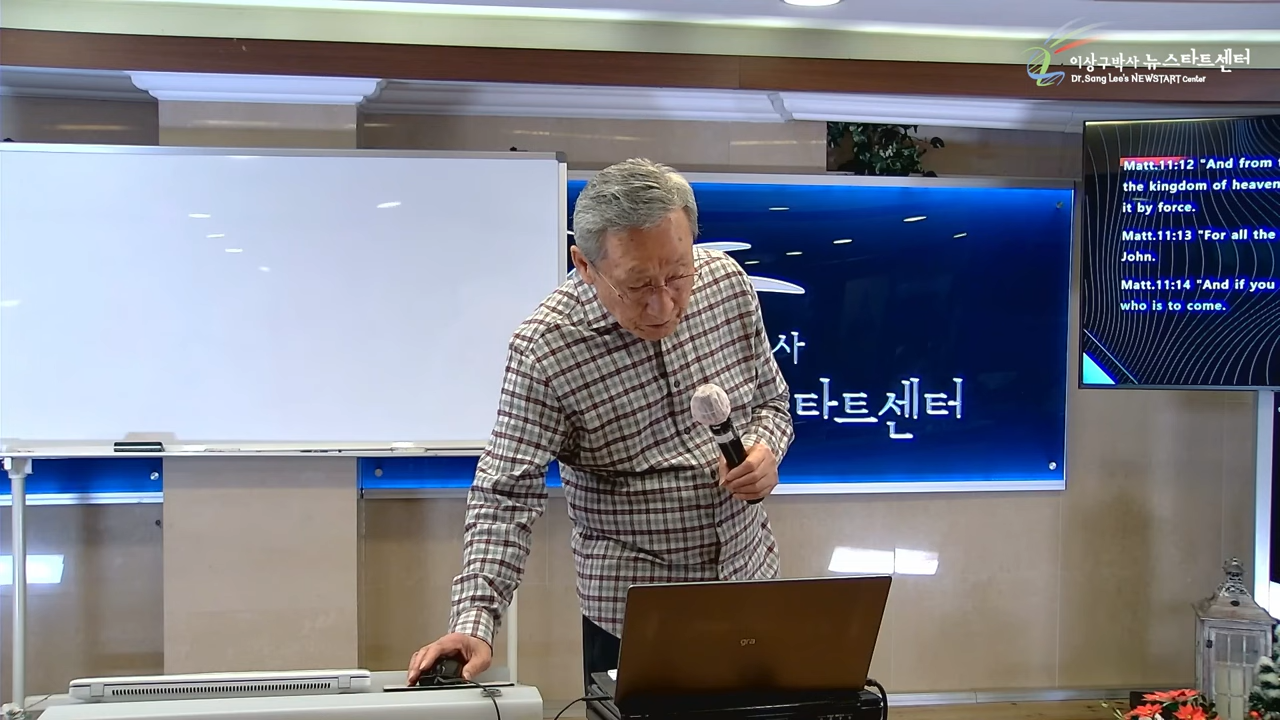 이상구박사 뉴스타트센터
Dr.Sang Lee's NEWSTART Center
Matt.11:12 "And from
the kingdom of heaven
it by force.
Matt.11:13 "For all the
John.
Matt.11:14 "And if you
who is to come.
사
타트센터
gra